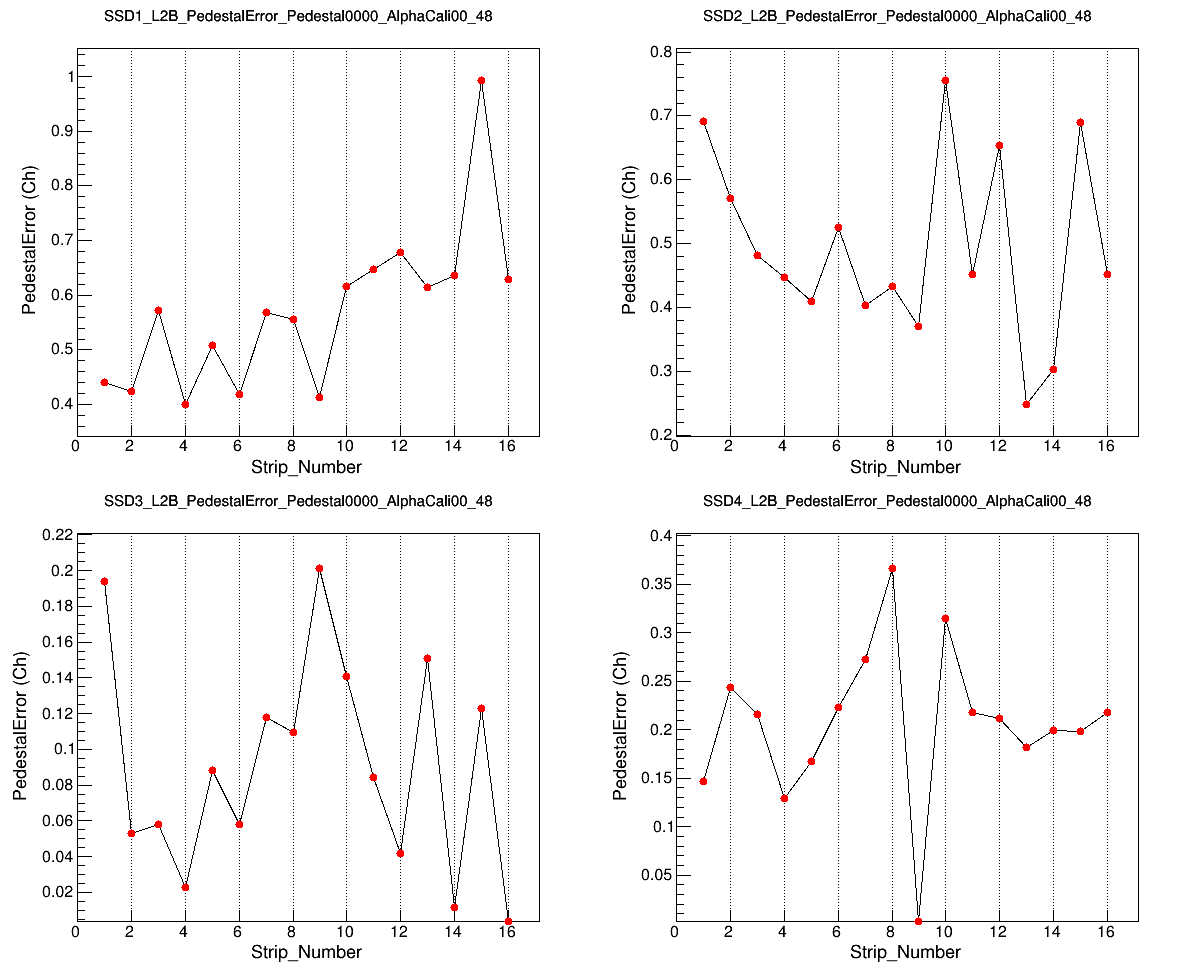 SSD1_L2B_PedestalError_Pedestal0000_AlphaCali00_48
PedestalError (Ch)
1
0.9
0.8
0.7
0.6
0.5
0.4
0 2 4 6 8 10 12 14 16
Strip_Number
SSD2_L2B_PedestalError_Pedestal0000_AlphaCali00_48
PedestalError (Ch)
0.8
0.7
0.6
0.5
0.4
0.3
0.2
0 2 4 6 8 10 12 14 16
Strip_Number
SSD3_L2B_PedestalError_Pedestal0000_AlphaCali00_48
PedestalError (Ch)
0.22
0.2
0.18
0.16
0.14
0.12
0.1
0.08
0.06
0.04
0.02
0 2 4 6 8 10 12 14 16
Strip_Number
SSD4_L2B_PedestalError_Pedestal0000_AlphaCali00_48
PedestalError (Ch)
0.4
0.35
0.3
0.25
0.2
0.15
0.1
0.05
0 2 4 6 8 10 12 14 16
Strip_Number